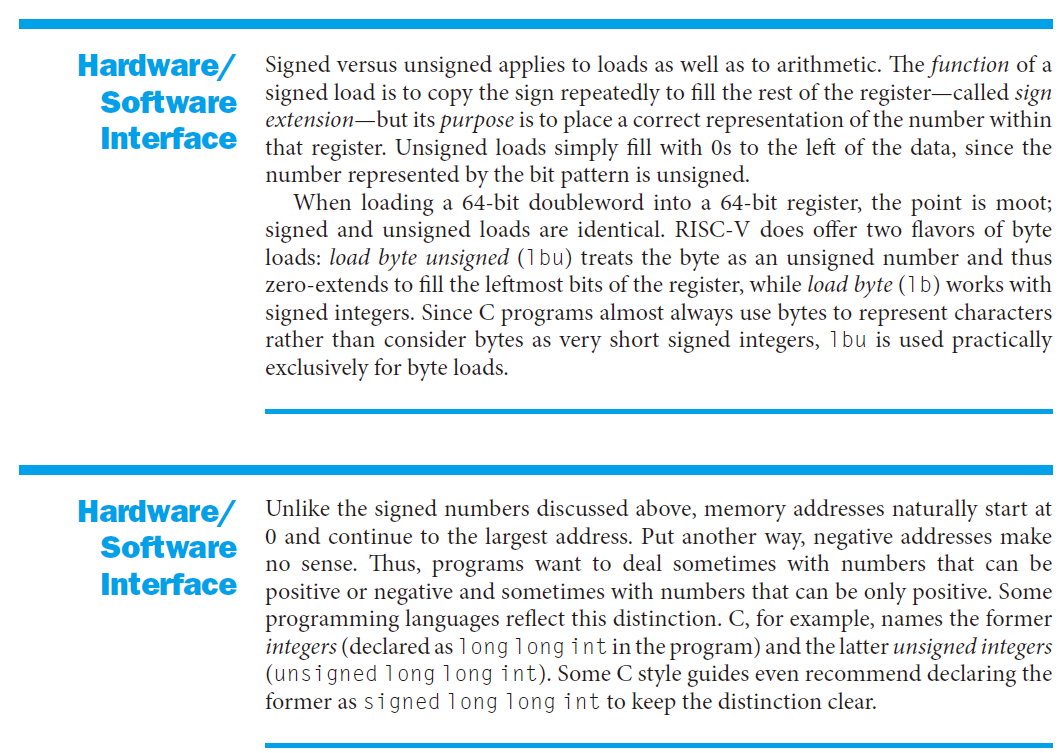 Hardware/
Software
Interface
Signed versus unsigned applies to loads as well as to arithmetic. The function of a
signed load is to copy the sign repeatedly to fill the rest of the register—called sign
extension—but its purpose is to place a correct representation of the number within
that register. Unsigned loads simply fill with 0s to the left of the data, since the
number represented by the bit pattern is unsigned.
When loading a 64-bit doubleword into a 64-bit register, the point is moot;
signed and unsigned loads are identical. RISC-V does offer two flavors of byte
loads: load byte unsigned (lbu) treats the byte as an unsigned number and thus
zero-extends to fill the leftmost bits of the register, while load byte (lb) works with
signed integers. Since C programs almost always use bytes to represent characters
rather than consider bytes as very short signed integers, lbu is used practically
exclusively for byte loads.
Hardware/
Software
Interface
Unlike the signed numbers discussed above, memory addresses naturally start at
0 and continue to the largest address. Put another way, negative addresses make
no sense. Thus, programs want to deal sometimes with numbers that can be
positive or negative and sometimes with numbers that can be only positive. Some
programming languages reflect this distinction. C, for example, names the former
integers (declared as long long int in the program) and the latter unsigned integers
(unsigned long long int). Some C style guides even recommend declaring the
former as signed long long int to keep the distinction clear.